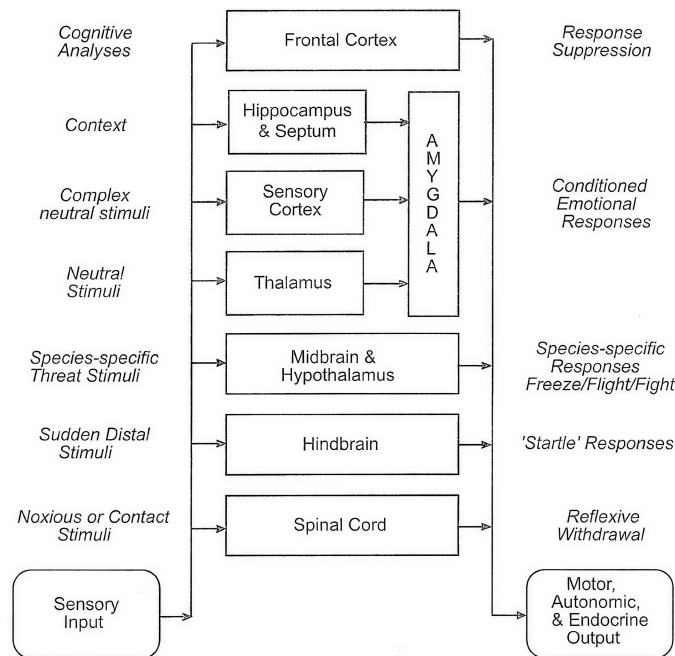 Cognitive
Analyses
Frontal Cortex
Response
Suppression
Context
Hippocampus
& Septum
AMYGDALA
Complex
neutral stimuli
Sensory
Cortex
Conditioned
Emotional
Responses
Neutral
Stimuli
Thalamus
Species-specific
Threat Stimuli
Midbrain &
Hypothalamus
Species-specific
Responses
Freeze/Flight/Fight
Sudden Distal
Stimuli
Hindbrain
'Startle' Responses
Noxious or Contact
Stimuli
Spinal Cord
Reflexive
Withdrawal
Sensory
Input
Motor,
Autonomic,
& Endocrine
Output